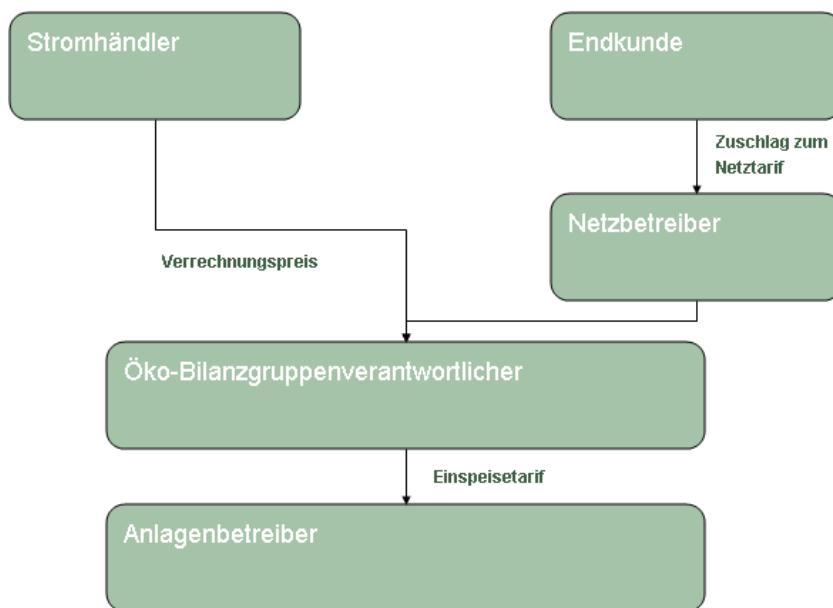 Stromhändler
Endkunde
Zuschlag zum
Netztarif
Netzbetreiber
Verrechnungspreis
Öko-Bilanzgruppenverantwortlicher
Einspeisetarif
Anlagenbetreiber